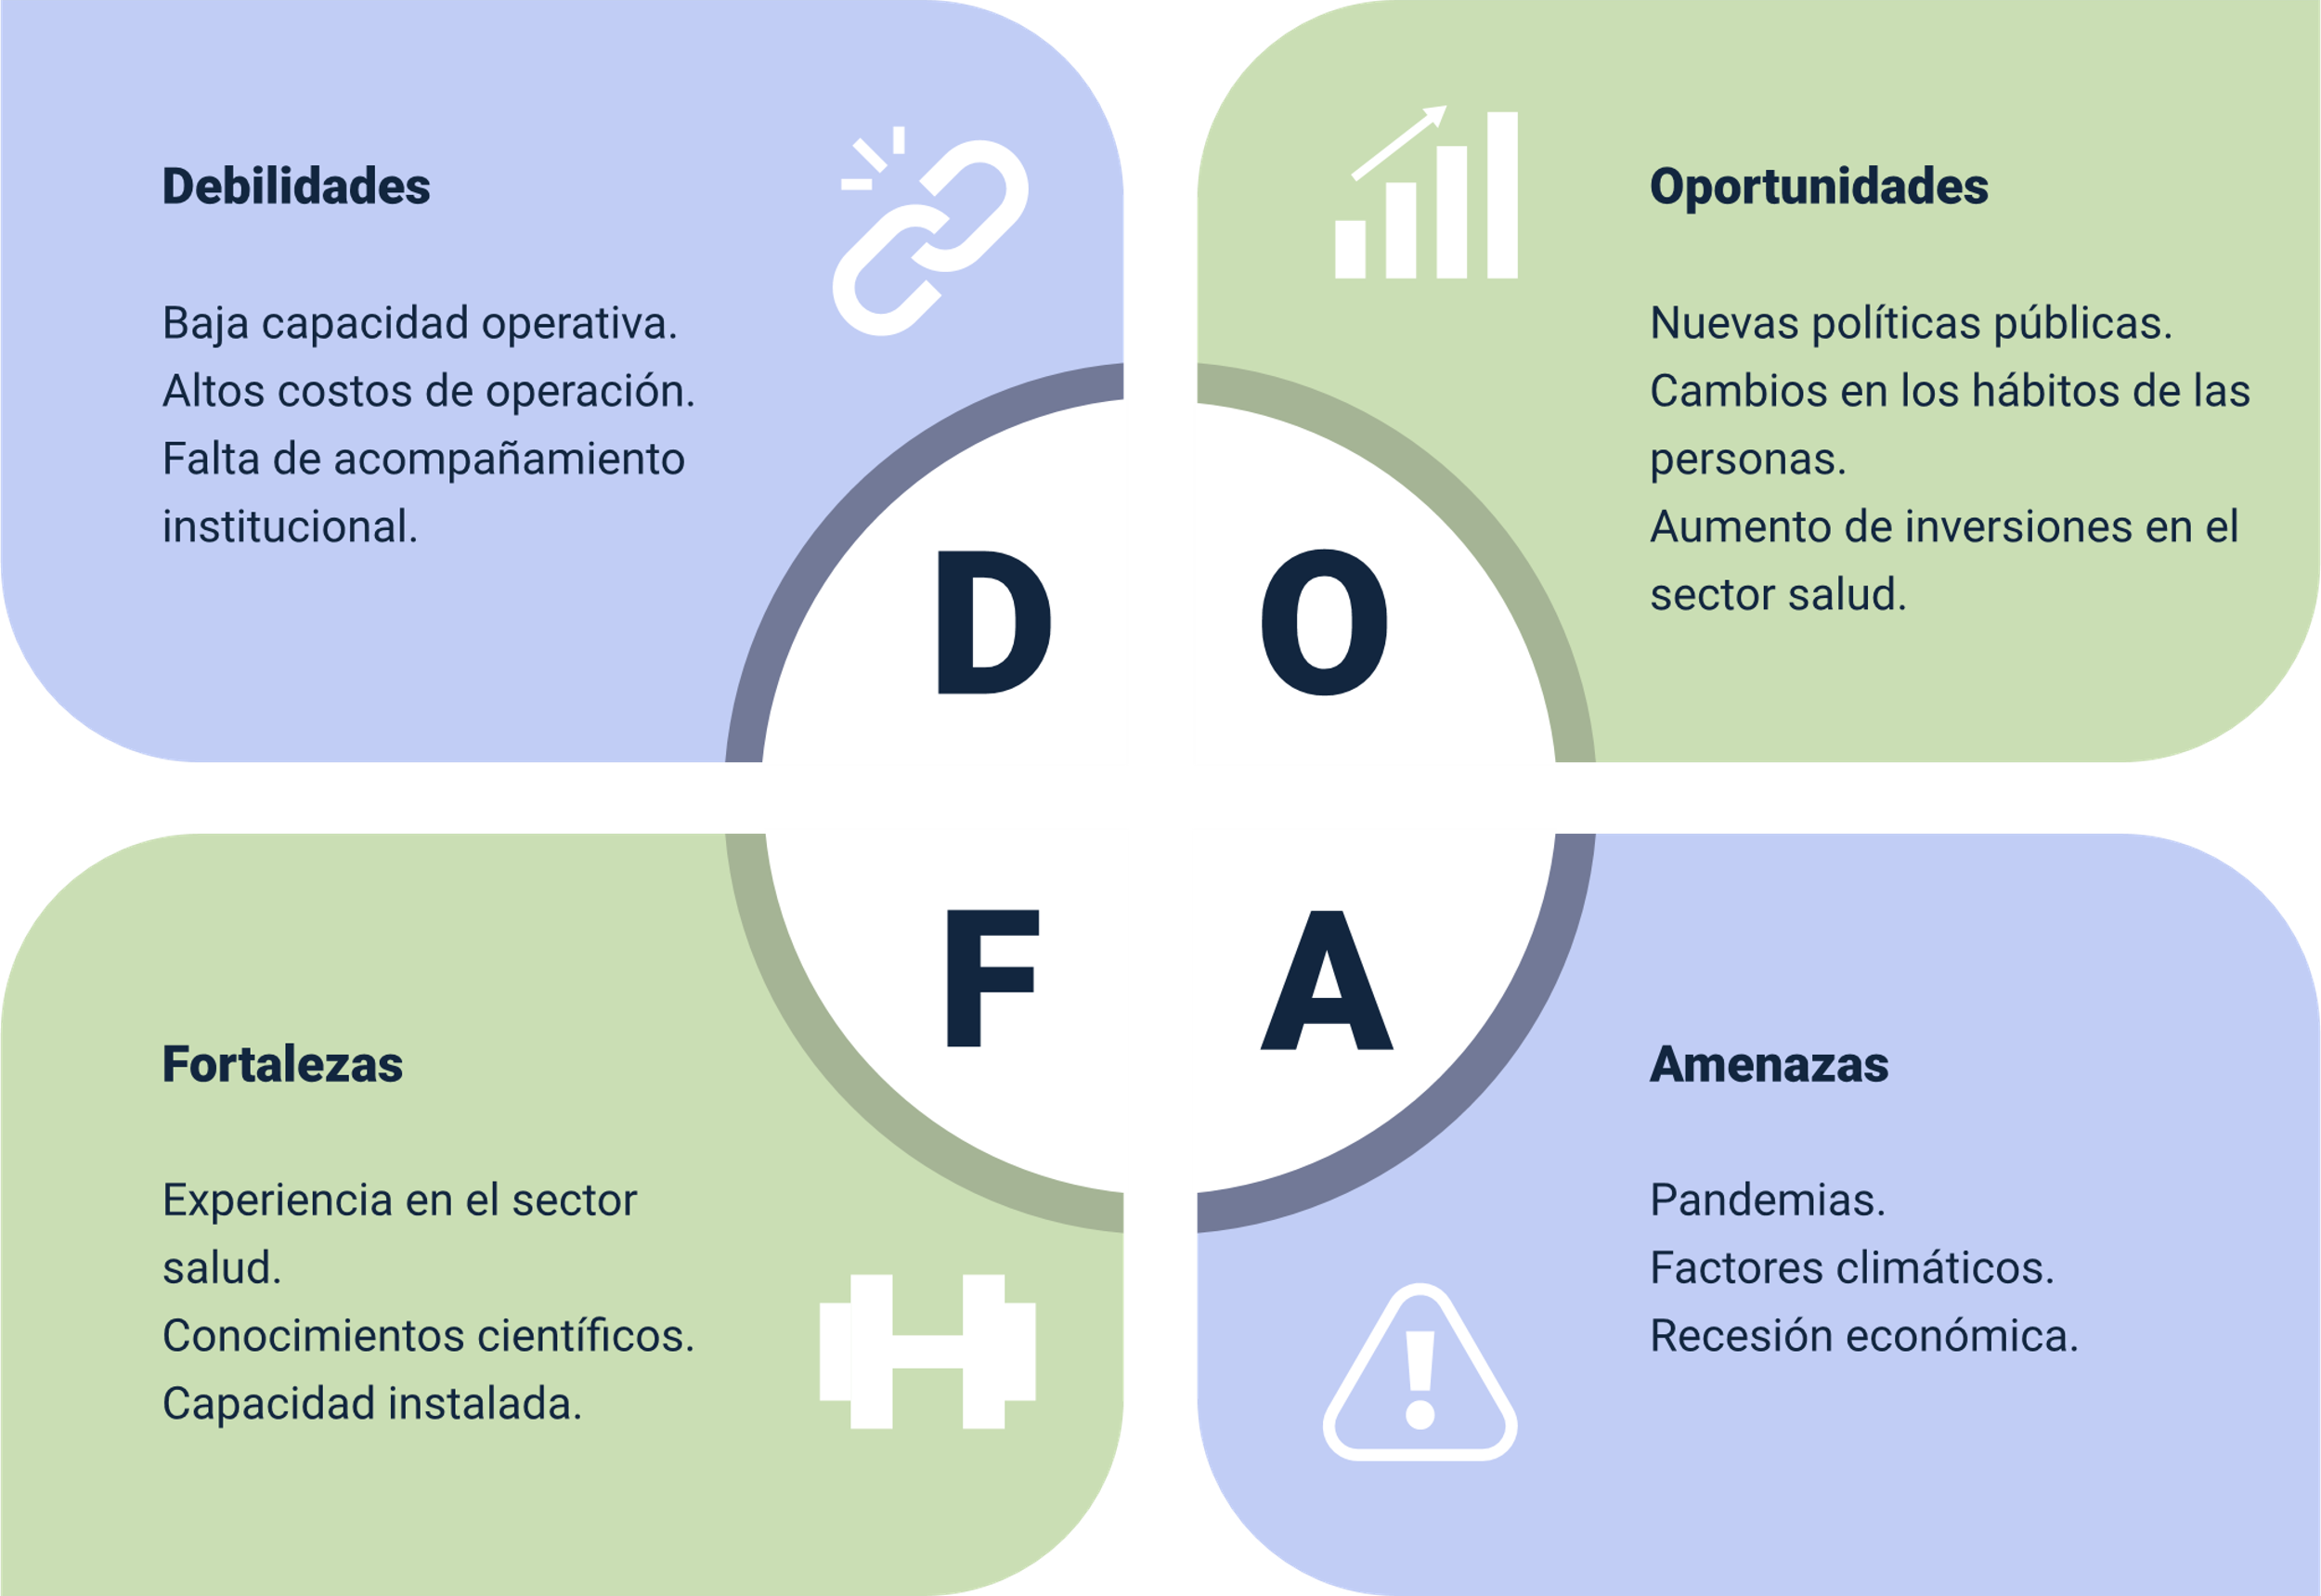 Debilidades
Baja capacidad operativa.
Altos costos de operación.
Falta de acompañamiento
institucional.
Oportunidades
Nuevas políticas públicas.
Cambios en los hábitos de las
personas.
Aumento de inversiones en el
sector salud.
D
O
F
A
Fortalezas
Experiencia en el sector
salud.
Conocimientos científicos.
Capacidad instalada.
Amenazas
Pandemias.
Factores climáticos.
Recesión económica.